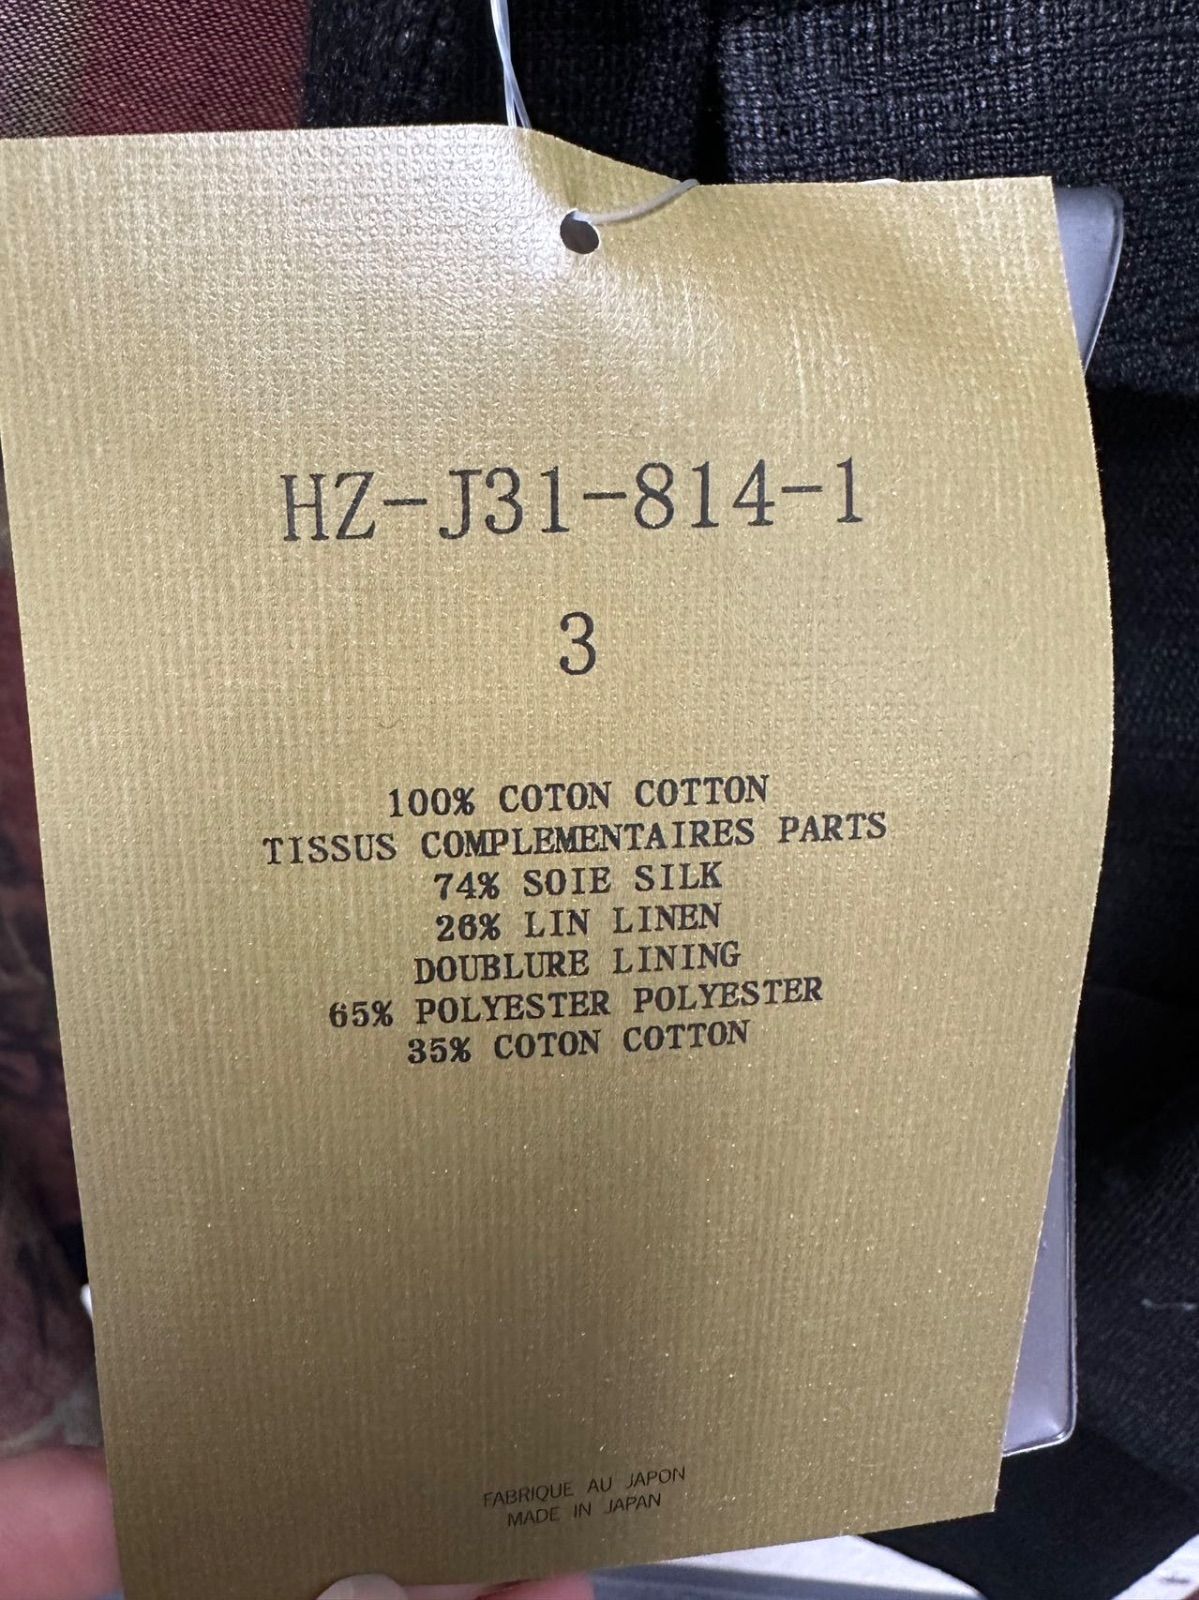 HZ-J31-814-1
3
100% COTON COTTON
TISSUS COMPLEMENTAIRES PARTS
74% SOIE SILK
26% LIN LINEN
DOUBLURE LINING
65% POLYESTER POLYESTER
35% COTON COTTON
FABRIQUE AU JAPON
MADE IN JAPAN